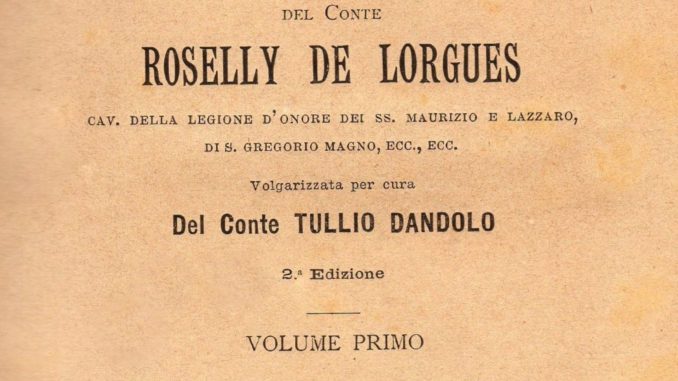 DEL CONTE
ROSELLY DE LORGUES
CAV. DELLA LEGIONE D'ONORE DEI SS. MAURIZIO E LAZZARO,
DI S. GREGORIO MAGNO, ECC., ECC.
Volgarizzata per cura
Del Conte TULLIO DANDOLO
2.ª Edizione
VOLUME PRIMO